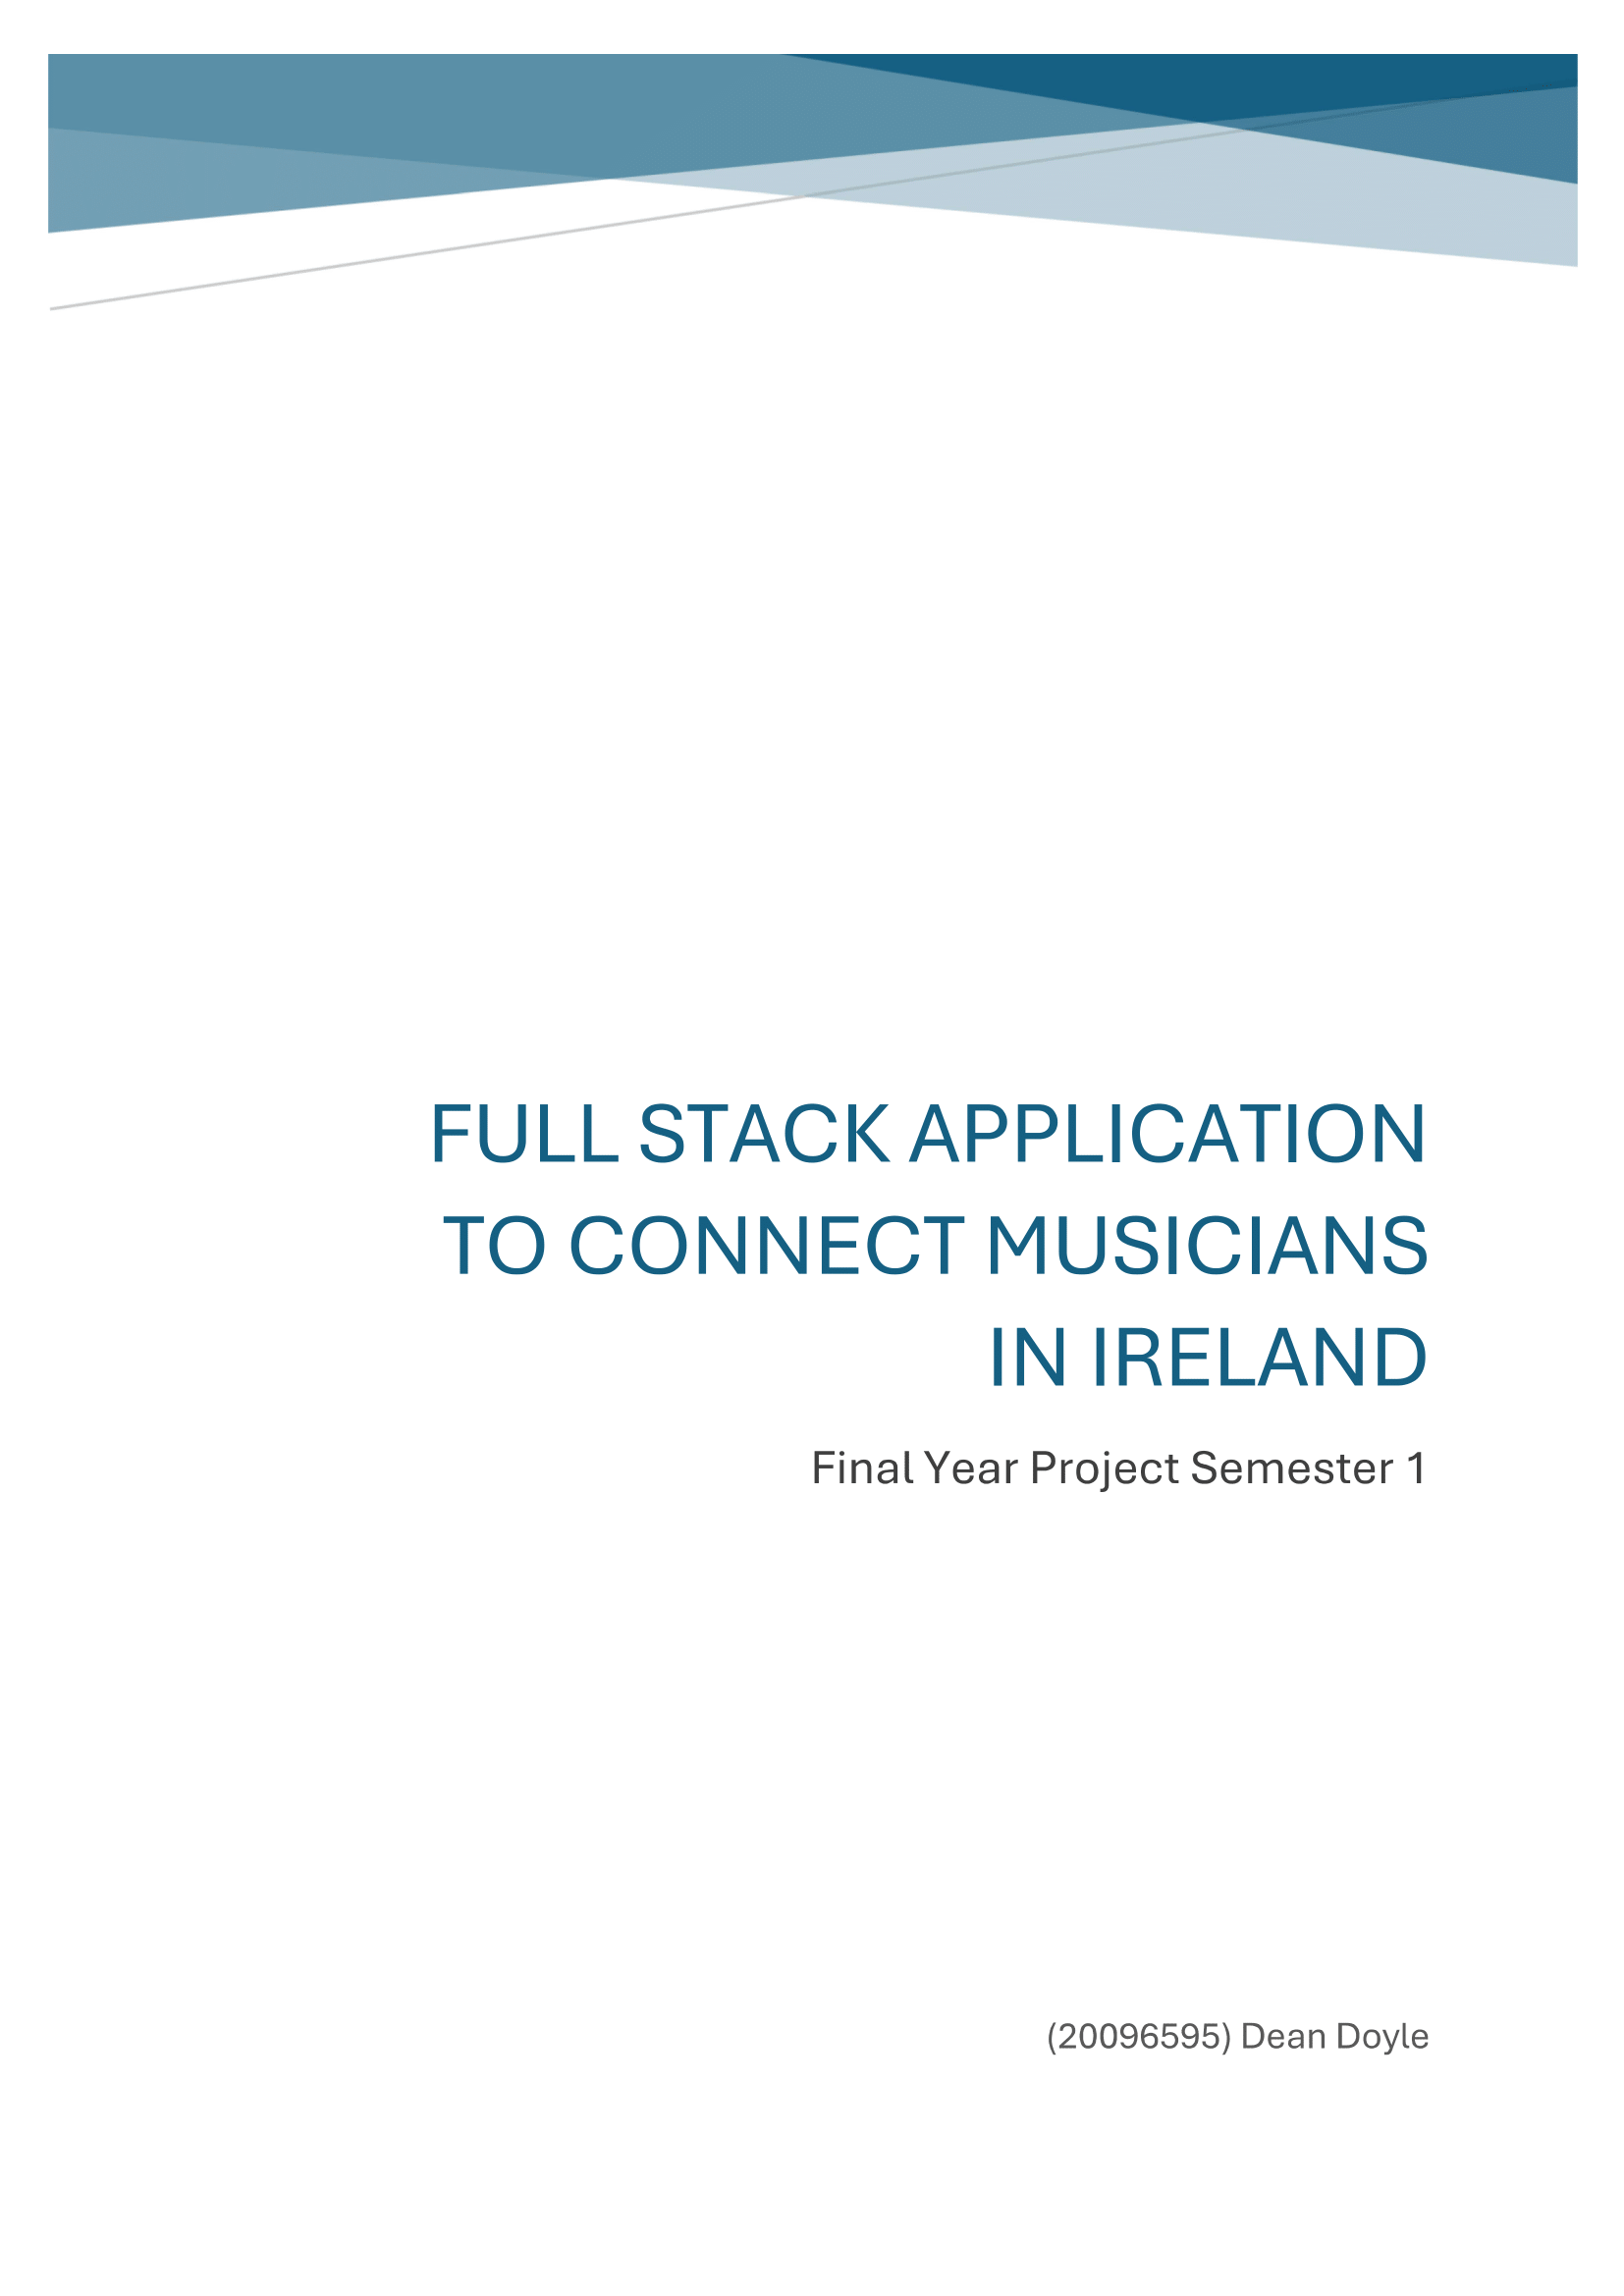 FULL STACK APPLICATION
TO CONNECT MUSICIANS
IN IRELAND
Final Year Project Semester 1
(20096595) Dean Doyle